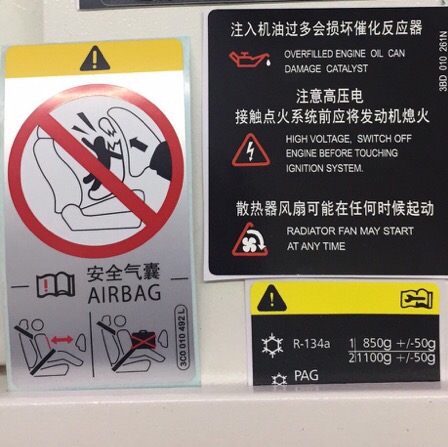 安全气囊
AIRBAG
3C0 010 492 L
注入机油过多会损坏催化反应器
OVERFILLED ENGINE OIL CAN
DAMAGE CATALYST
注意高压电
接触点火系统前应将发动机熄火
HIGH VOLTAGE, SWITCH OFF
ENGINE BEFORE TOUCHING
IGNITION SYSTEM.
散热器风扇可能在任何时候起动
RADIATOR FAN MAY START
AT ANY TIME
3BD 010 261N
R-134a 1 850g +/-50g
2 1100g +/-50g
PAG